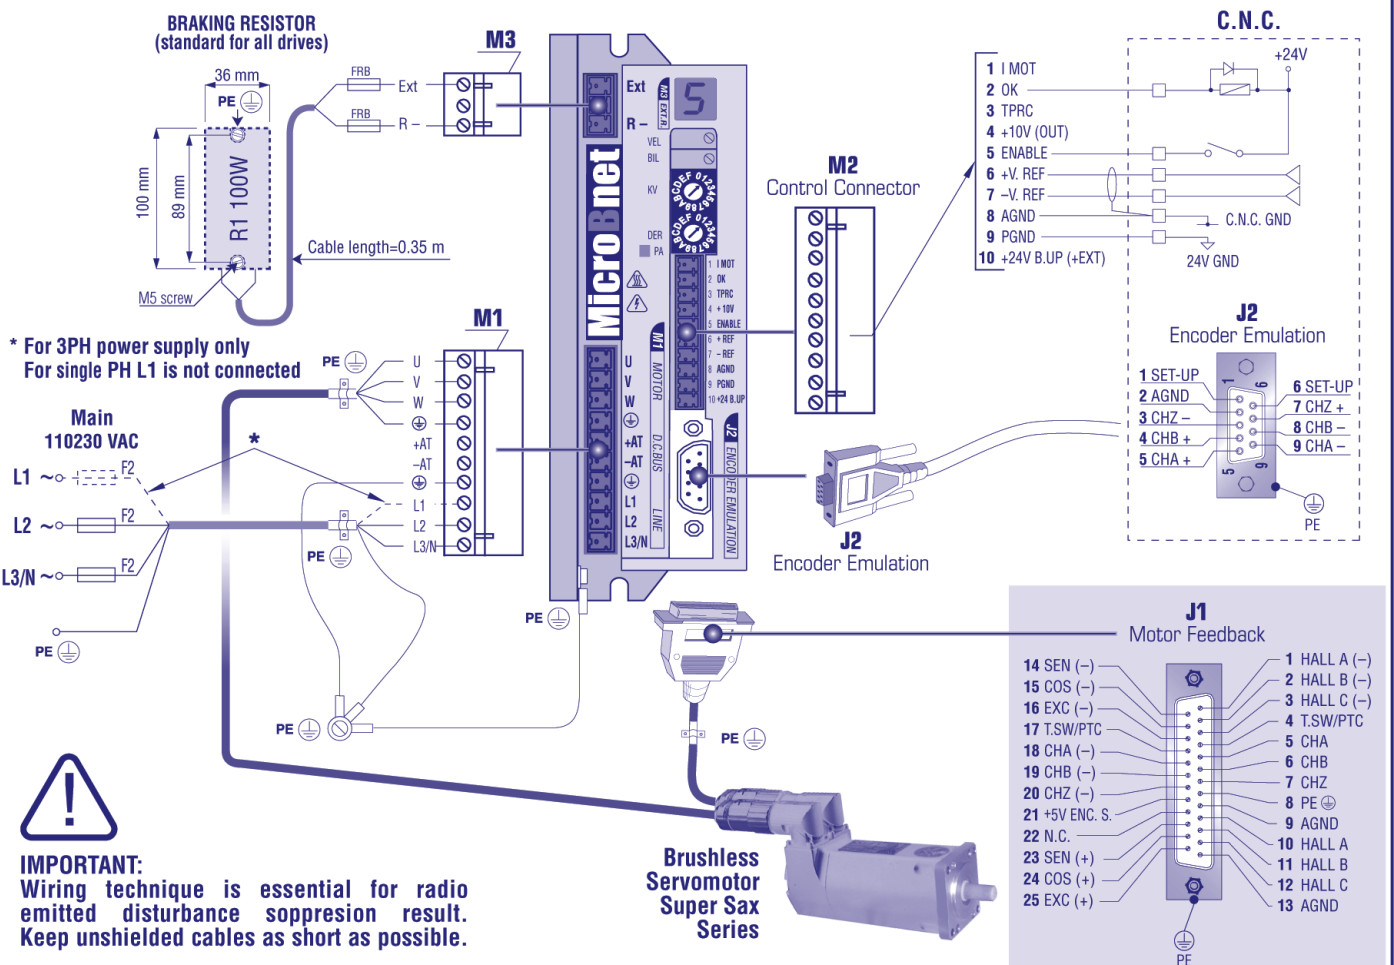 BRAKING RESISTOR
(standard for all drives)
36 mm
PE
100 mm
89 mm
R1 100W
M5 screw
Cable length=0.35 m
FRB
Ext
FRB
R –
M3
* For 3PH power supply only
For single PH L1 is not connected
Main
110230 VAC
*
L1 ~
F2
L2 ~
F2
L3/N ~
F2
PE
PE
PE
PE
PE
M1
U
V
W
+AT
–AT
L1
L2
L3/N
MicroBnet
Ext
R –
M3 EXT.R.
5
VEL
BIL
KV
0123456789ABCDEF
DER
0123456789ABCDEF
PA
1 I MOT
2 OK
3 TPRC
4 +10V
5 ENABLE
6 + REF
7 – REF
8 AGND
9 PGND
10 +24 B.UP
M1
MOTOR
D.C.BUS
LINE
U
V
W
+AT
–AT
L1
L2
L3/N
J2 ENCODER EMULATION
M2
Control Connector
1 I MOT
2 OK
3 TPRC
4 +10V (OUT)
5 ENABLE
6 +V. REF
7 –V. REF
8 AGND
9 PGND
10 +24V B.UP (+EXT)
C.N.C.
+24V
C.N.C. GND
24V GND
J2
Encoder Emulation
1 SET-UP
2 AGND
3 CHZ –
4 CHB +
5 CHA +
1
6
5
9
6 SET-UP
7 CHZ +
8 CHB –
9 CHA –
PE
J2
Encoder Emulation
PE
J1
Motor Feedback
14 SEN (–)
15 COS (–)
16 EXC (–)
17 T.SW/PTC
18 CHA (–)
19 CHB (–)
20 CHZ (–)
21 +5V ENC. S.
22 N.C.
23 SEN (+)
24 COS (+)
25 EXC (+)
1 HALL A (–)
2 HALL B (–)
3 HALL C (–)
4 T.SW/PTC
5 CHA
6 CHB
7 CHZ
8 PE
9 AGND
10 HALL A
11 HALL B
12 HALL C
13 AGND
PE
Brushless
Servomotor
Super Sax
Series
!
IMPORTANT:
Wiring technique is essential for radio
emitted disturbance soppresion result.
Keep unshielded cables as short as possible.